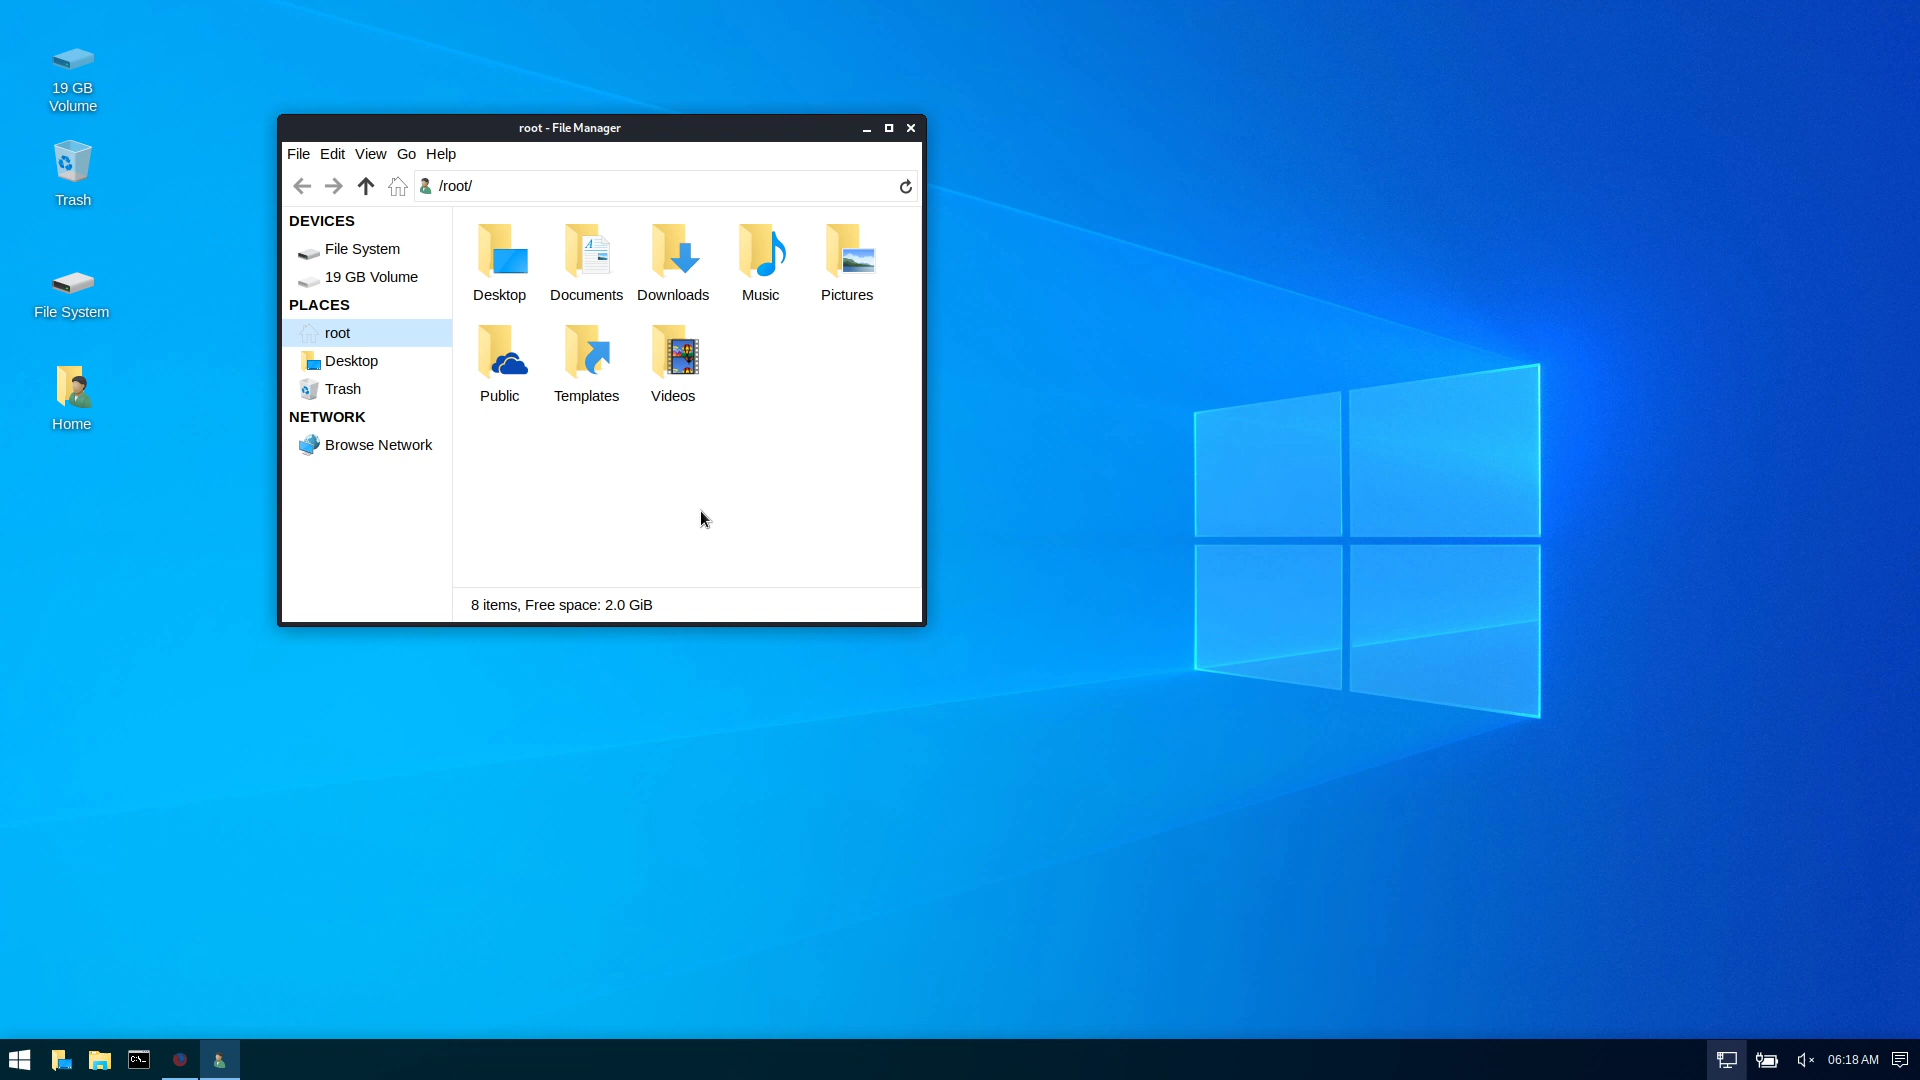 19 GB
Volume
Trash
File System
Home
root - File Manager
File Edit View Go Help
/root/
DEVICES
File System
19 GB Volume
PLACES
root
Desktop
Trash
NETWORK
Browse Network
Desktop Documents Downloads Music Pictures
Public Templates Videos
8 items, Free space: 2.0 GiB
C:\_
06:18 AM